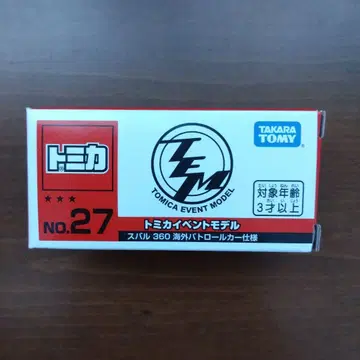 トミカ
★★★
NO.27
TEM
TOMICA EVENT MODEL
トミカイベントモデル
スバル 360 海外パトロールカー仕様
TAKARA TOMY
対象年齢
3才以上